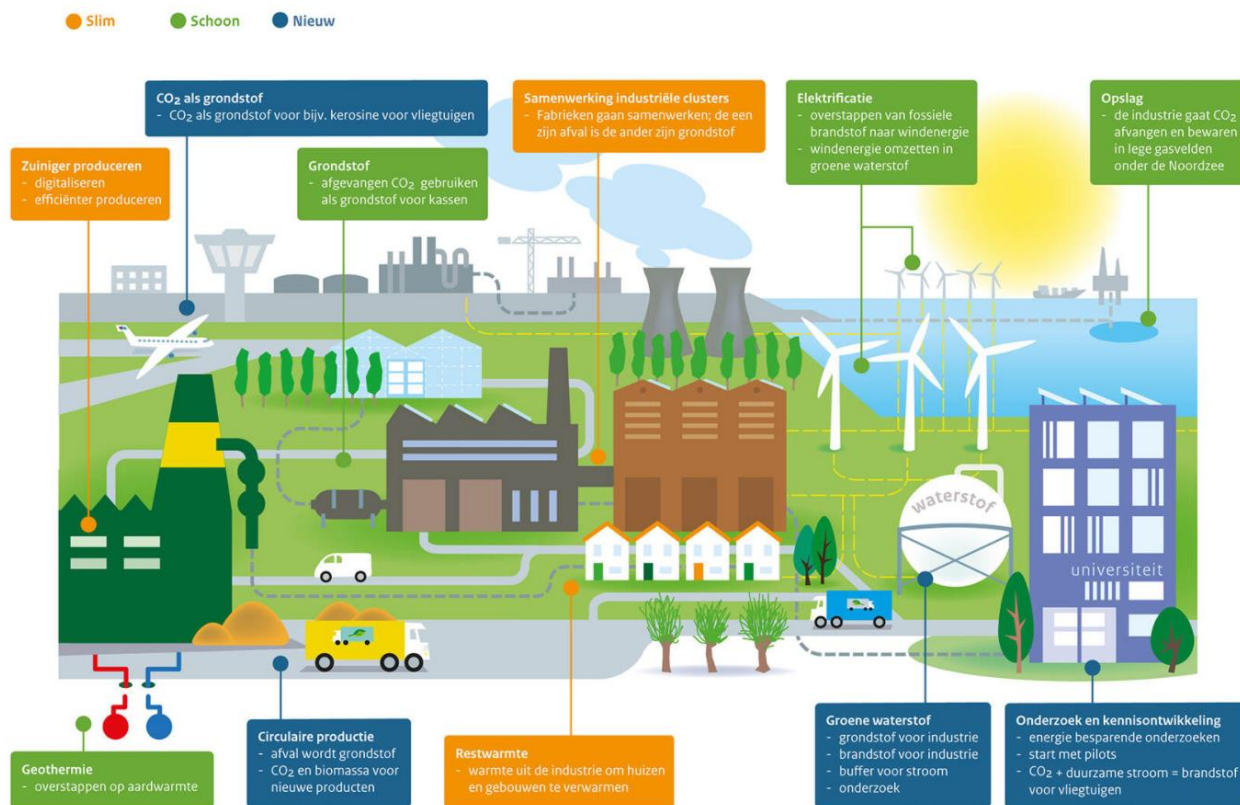 Slim
Schoon
Nieuw
CO₂ als grondstof
- CO₂ als grondstof voor bijv. kerosine voor vliegtuigen
Samenwerking industriële clusters
- Fabrieken gaan samenwerken; de een
zijn afval is de ander zijn grondstof
Elektrificatie
- overstappen van fossiele
brandstof naar windenergie
- windenergie omzetten in
groene waterstof
Opslag
- de industrie gaat CO₂
afvangen en bewaren
in lege gasvelden
onder de Noordzee
Zuiniger produceren
- digitaliseren
- efficiënter produceren
Grondstof
- afgevangen CO₂ gebruiken
als grondstof voor kassen
waterstof
universiteit
Geothermie
- overstappen op aardwarmte
Circulaire productie
- afval wordt grondstof
- CO₂ en biomassa voor
nieuwe producten
Restwarmte
- warmte uit de industrie om huizen
en gebouwen te verwarmen
Groene waterstof
- grondstof voor industrie
- brandstof voor industrie
- buffer voor stroom
- onderzoek
Onderzoek en kennisontwikkeling
- energie besparende onderzoeken
- start met pilots
- CO₂ + duurzame stroom = brandstof
voor vliegtuigen